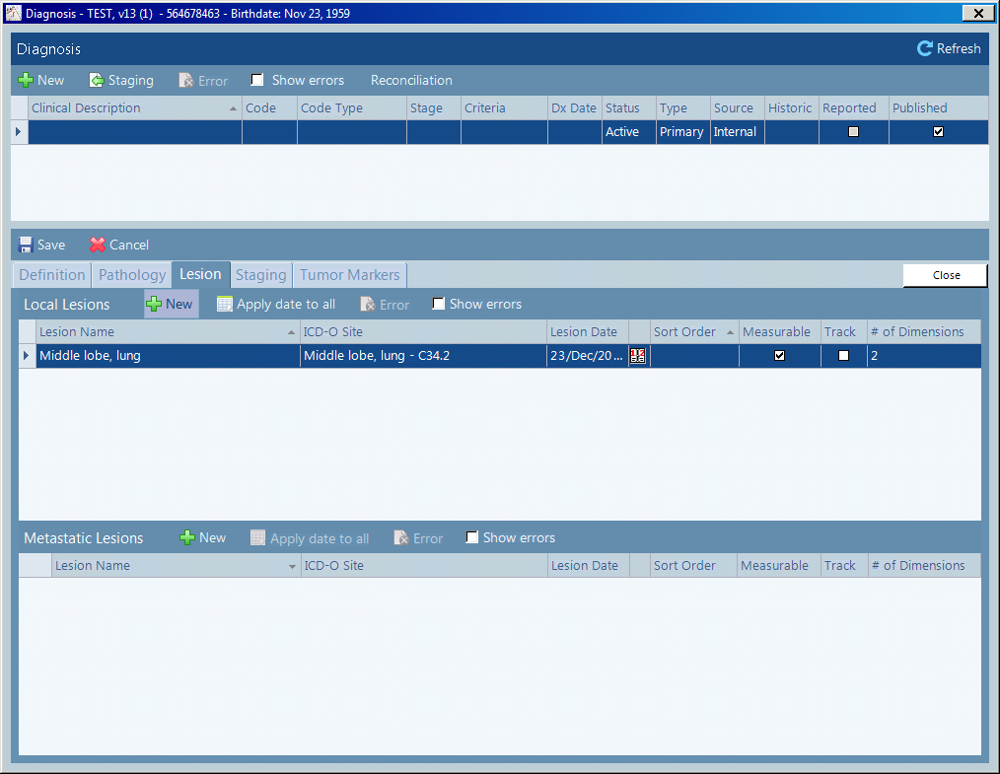 Diagnosis - TEST, v13 (1) - 564678463 - Birthdate: Nov 23, 1959
Diagnosis Refresh
New Staging Error Show errors Reconciliation
Clinical Description Code Code Type Stage Criteria Dx Date Status Type Source Historic Reported Published
Active Primary Internal
Save Cancel
Definition Pathology Lesion Staging Tumor Markers Close
Local Lesions New Apply date to all Error Show errors
Lesion Name ICD-O Site Lesion Date Sort Order Measurable Track # of Dimensions
Middle lobe, lung Middle lobe, lung - C34.2 23/Dec/20... 2
Metastatic Lesions New Apply date to all Error Show errors
Lesion Name ICD-O Site Lesion Date Sort Order Measurable Track # of Dimensions